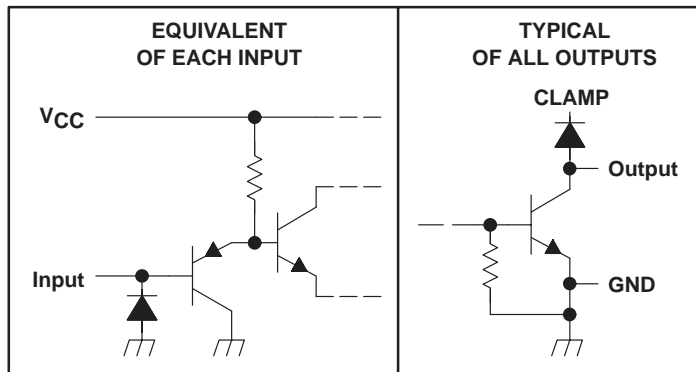 EQUIVALENT
OF EACH INPUT
VCC
Input
TYPICAL
OF ALL OUTPUTS
CLAMP
Output
GND